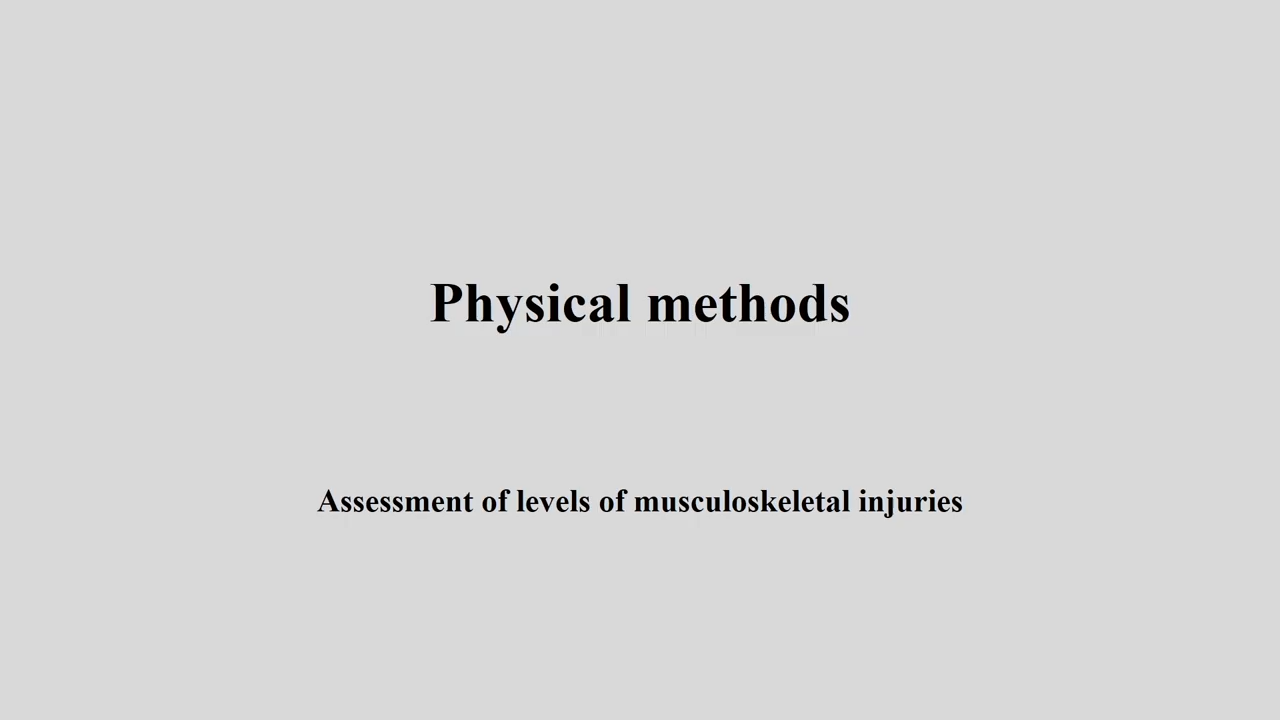 Physical methods
Assessment of levels of musculoskeletal injuries